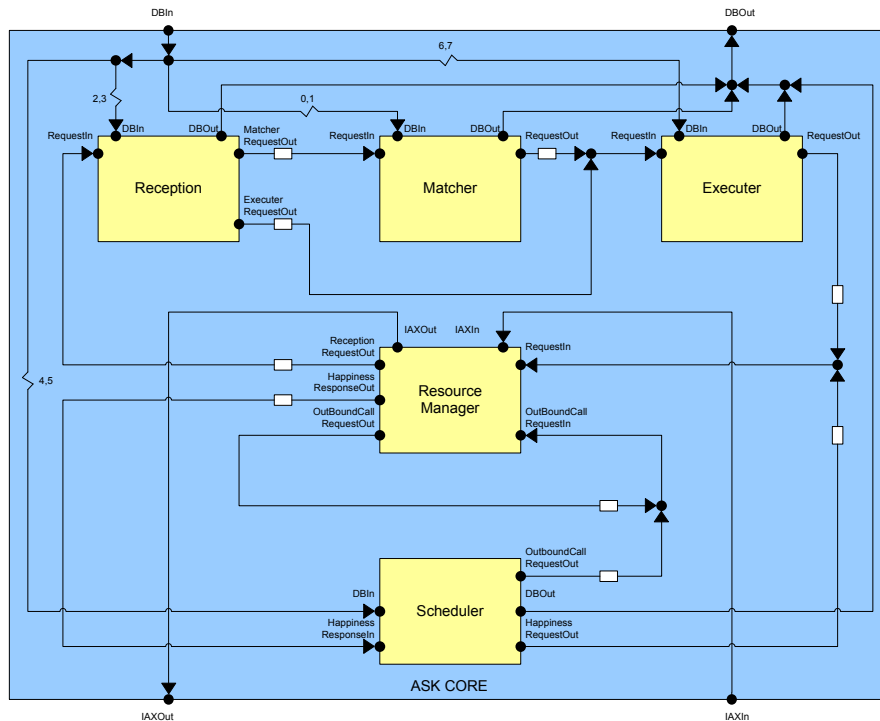 DBIn
DBOut
6,7
2,3
0,1
RequestIn
DBIn
DBOut
Matcher
RequestOut
RequestIn
DBIn
DBOut
RequestOut
RequestIn
DBIn
DBOut
RequestOut
Reception
Matcher
Executer
Executer
RequestOut
IAXOut
IAXIn
Reception
RequestOut
RequestIn
Happiness
ResponseOut
Resource
Manager
4,5
OutBoundCall
RequestOut
OutBoundCall
RequestIn
OutboundCall
RequestOut
DBIn
DBOut
Scheduler
Happiness
ResponseIn
Happiness
RequestOut
ASK CORE
IAXOut
IAXIn